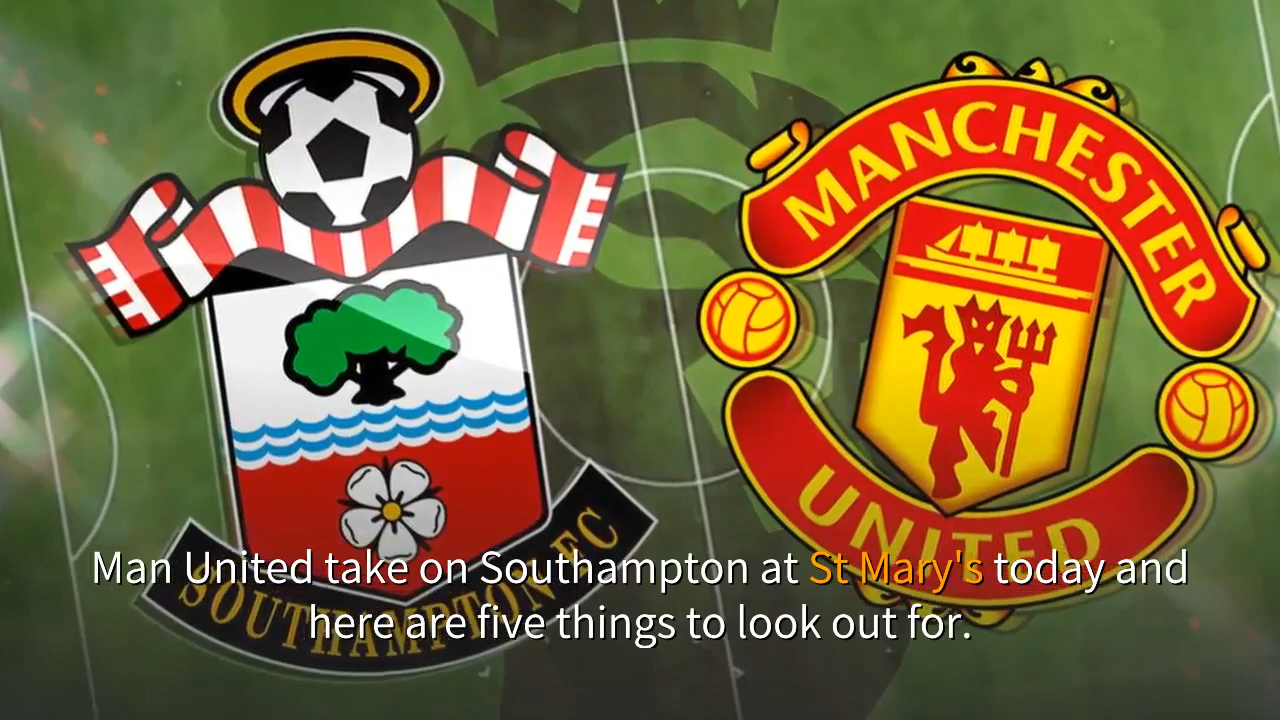 MANCHESTER
UNITED
SOUTHAMPTON FC
Man United take on Southampton at St Mary's today and
here are five things to look out for.